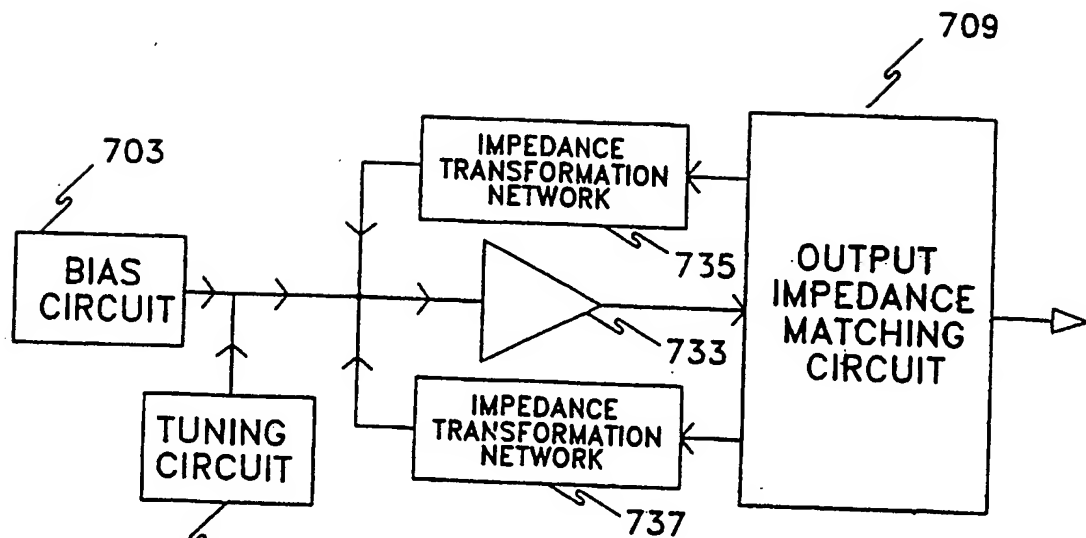 709
703
IMPEDANCE
TRANSFORMATION
NETWORK
735
BIAS
CIRCUIT
OUTPUT
IMPEDANCE
MATCHING
CIRCUIT
733
TUNING
CIRCUIT
IMPEDANCE
TRANSFORMATION
NETWORK
737